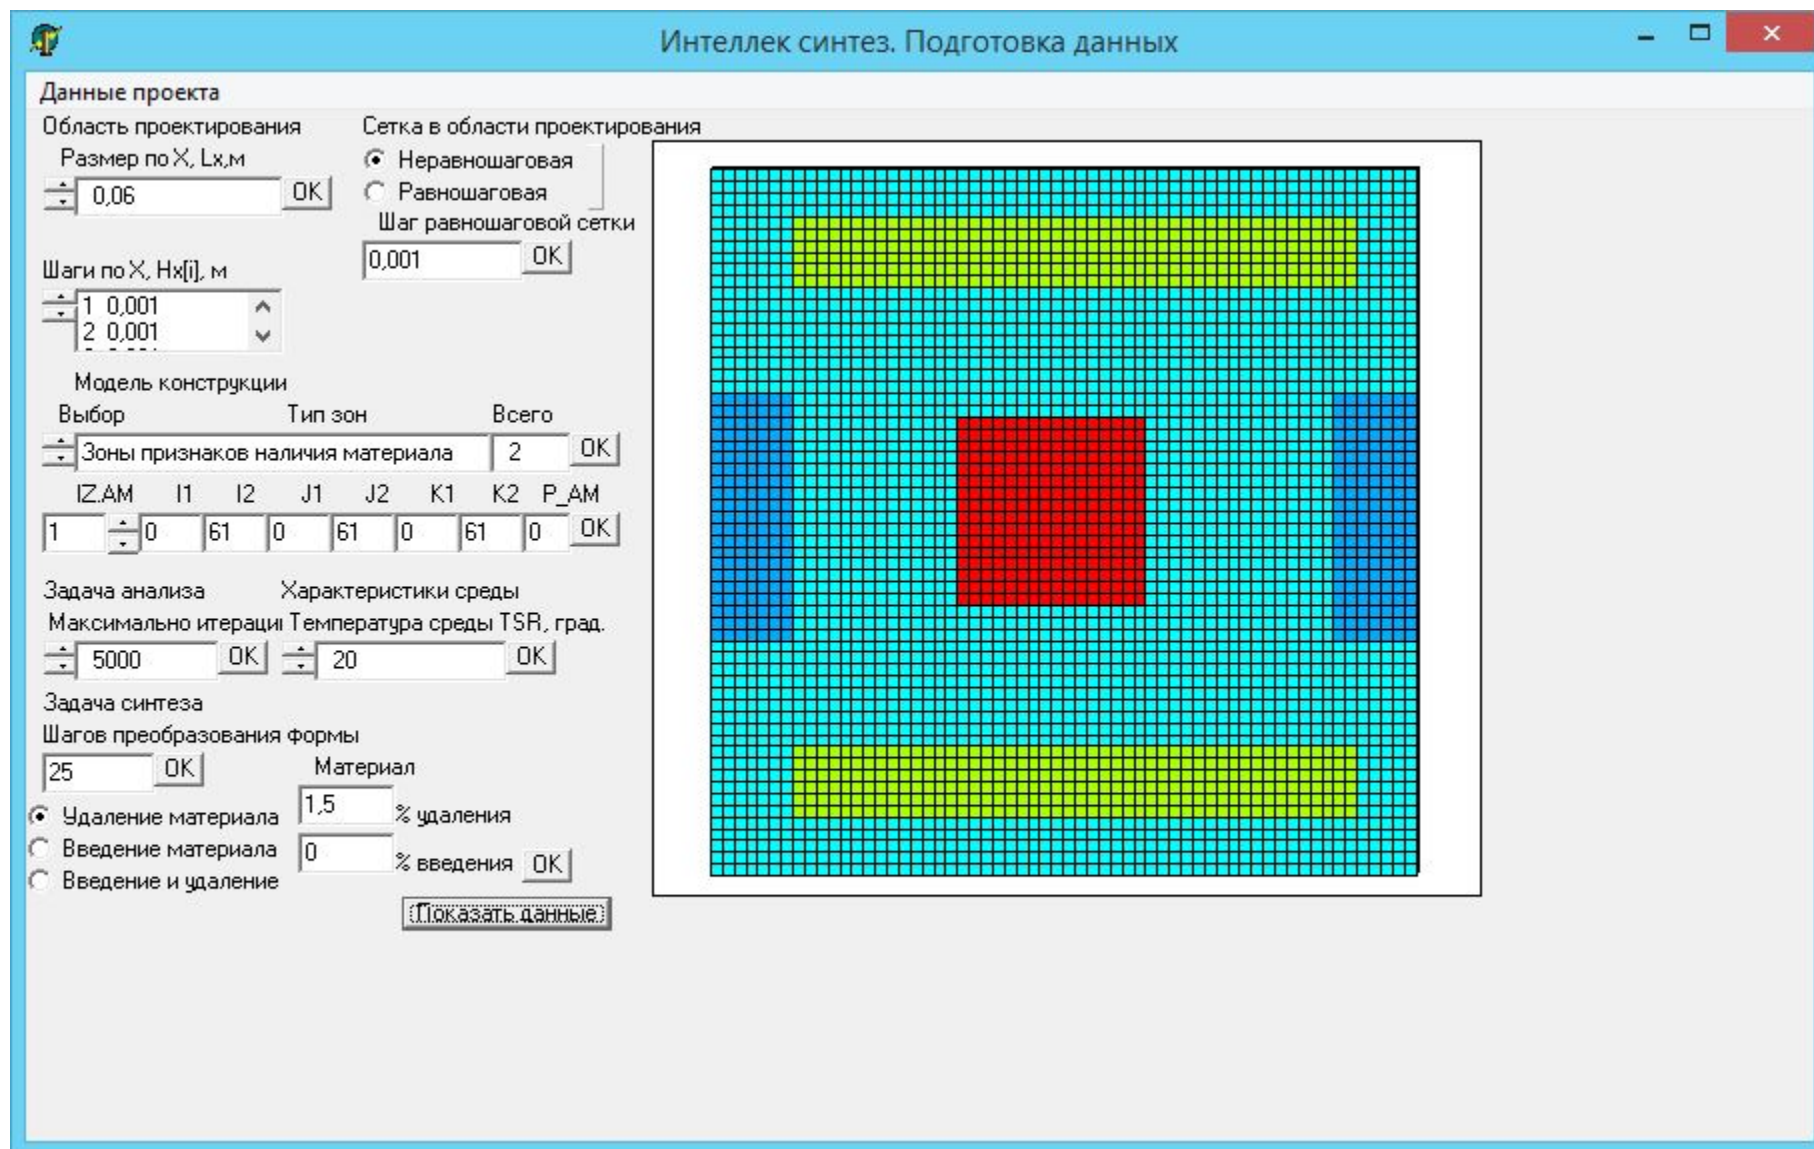 Интеллек синтез. Подготовка данных
Данные проекта
Область проектирования
Сетка в области проектирования
Размер по X, Lx,м
Неравношаговая
0,06
OK
Равношаговая
Шаг равношаговой сетки
0,001
OK
Шаги по X, Hx[i], м
1 0,001
2 0,001
Модель конструкции
Выбор Тип зон Всего
Зоны признаков наличия материала 2 OK
IZ.AM I1 I2 J1 J2 K1 K2 P_AM
1 0 61 0 61 0 61 0 OK
Задача анализа Характеристики среды
Максимально итераци Температура среды TSR, град.
5000 OK 20 OK
Задача синтеза
Шагов преобразования формы
25 OK
Материал
Удаление материала
1,5 % удаления
Введение материала
0 % введения OK
Введение и удаление
Показать данные